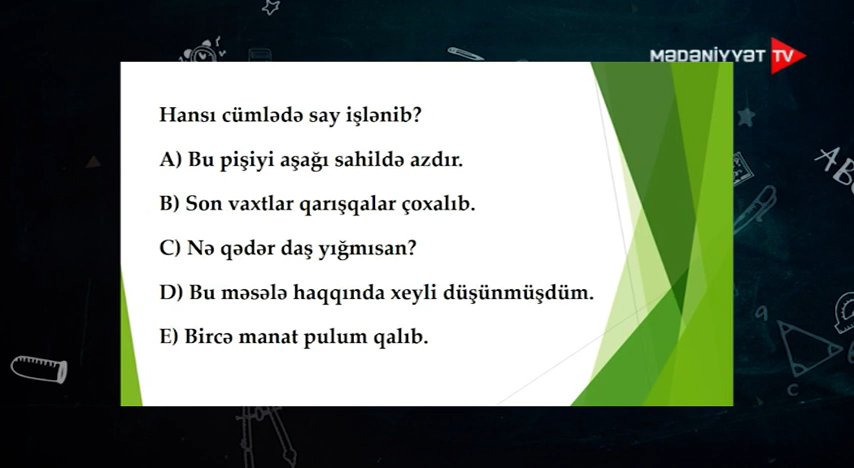 MƏDƏNİYYƏT TV
Hansı cümlədə say işlənib?
A) Bu pişiyi aşağı sahildə azdır.
B) Son vaxtlar qarışqalar çoxalıb.
C) Nə qədər daş yığmısan?
D) Bu məsələ haqqında xeyli düşünmüşdüm.
E) Bircə manat pulum qalıb.
ABC
a
C